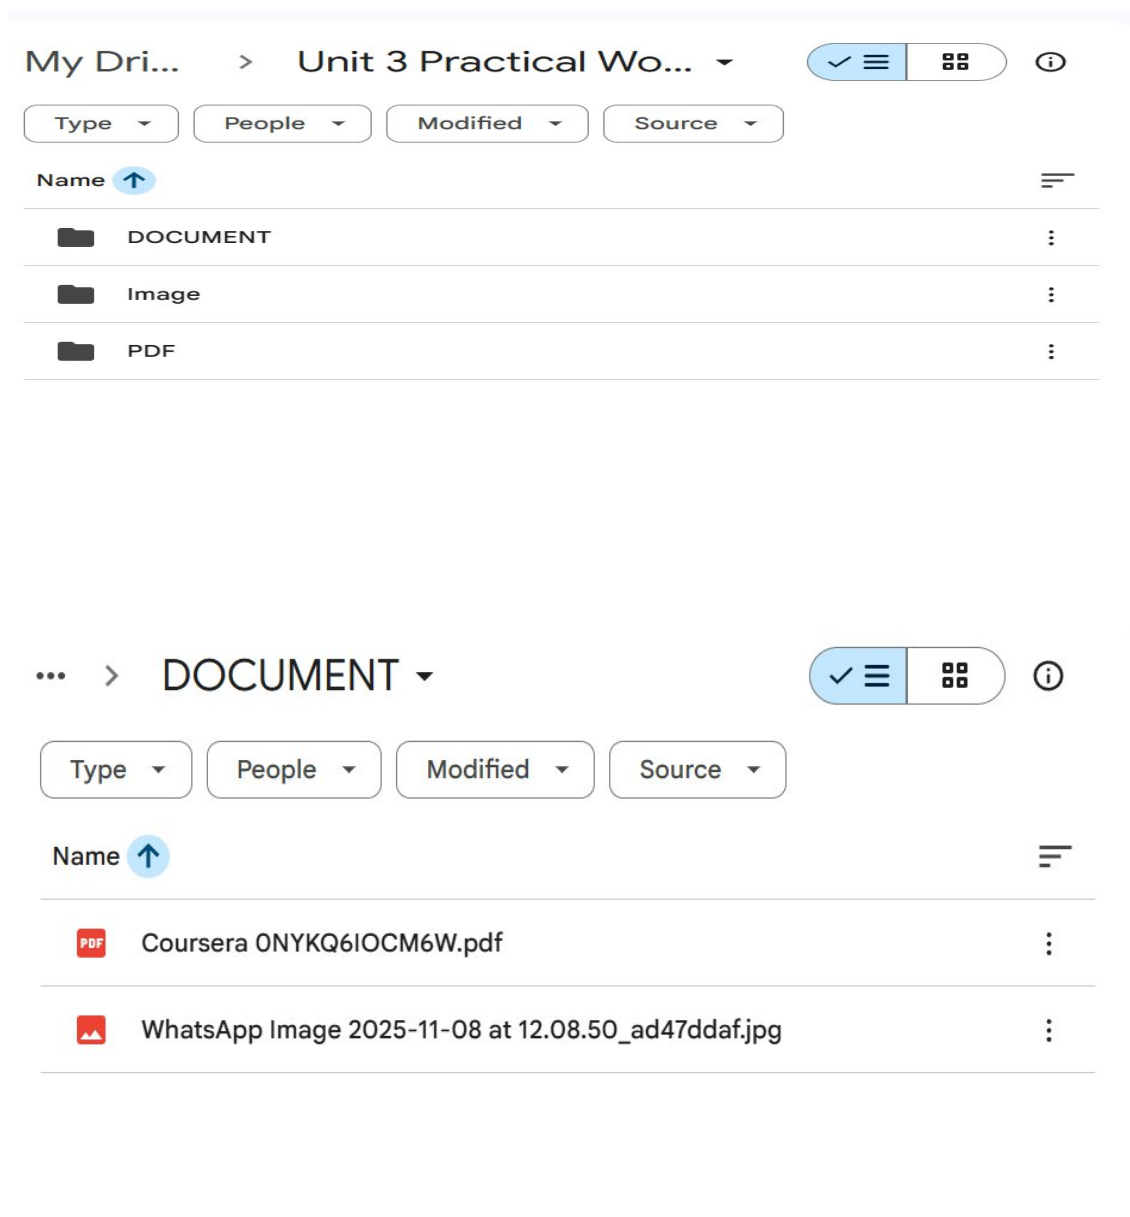 My Dri... > Unit 3 Practical Wo...
Type People Modified Source
Name
DOCUMENT
Image
PDF
... > DOCUMENT
Type People Modified Source
Name
PDF Coursera 0NYKQ6IOCM6W.pdf
WhatsApp Image 2025-11-08 at 12.08.50_ad47ddaf.jpg